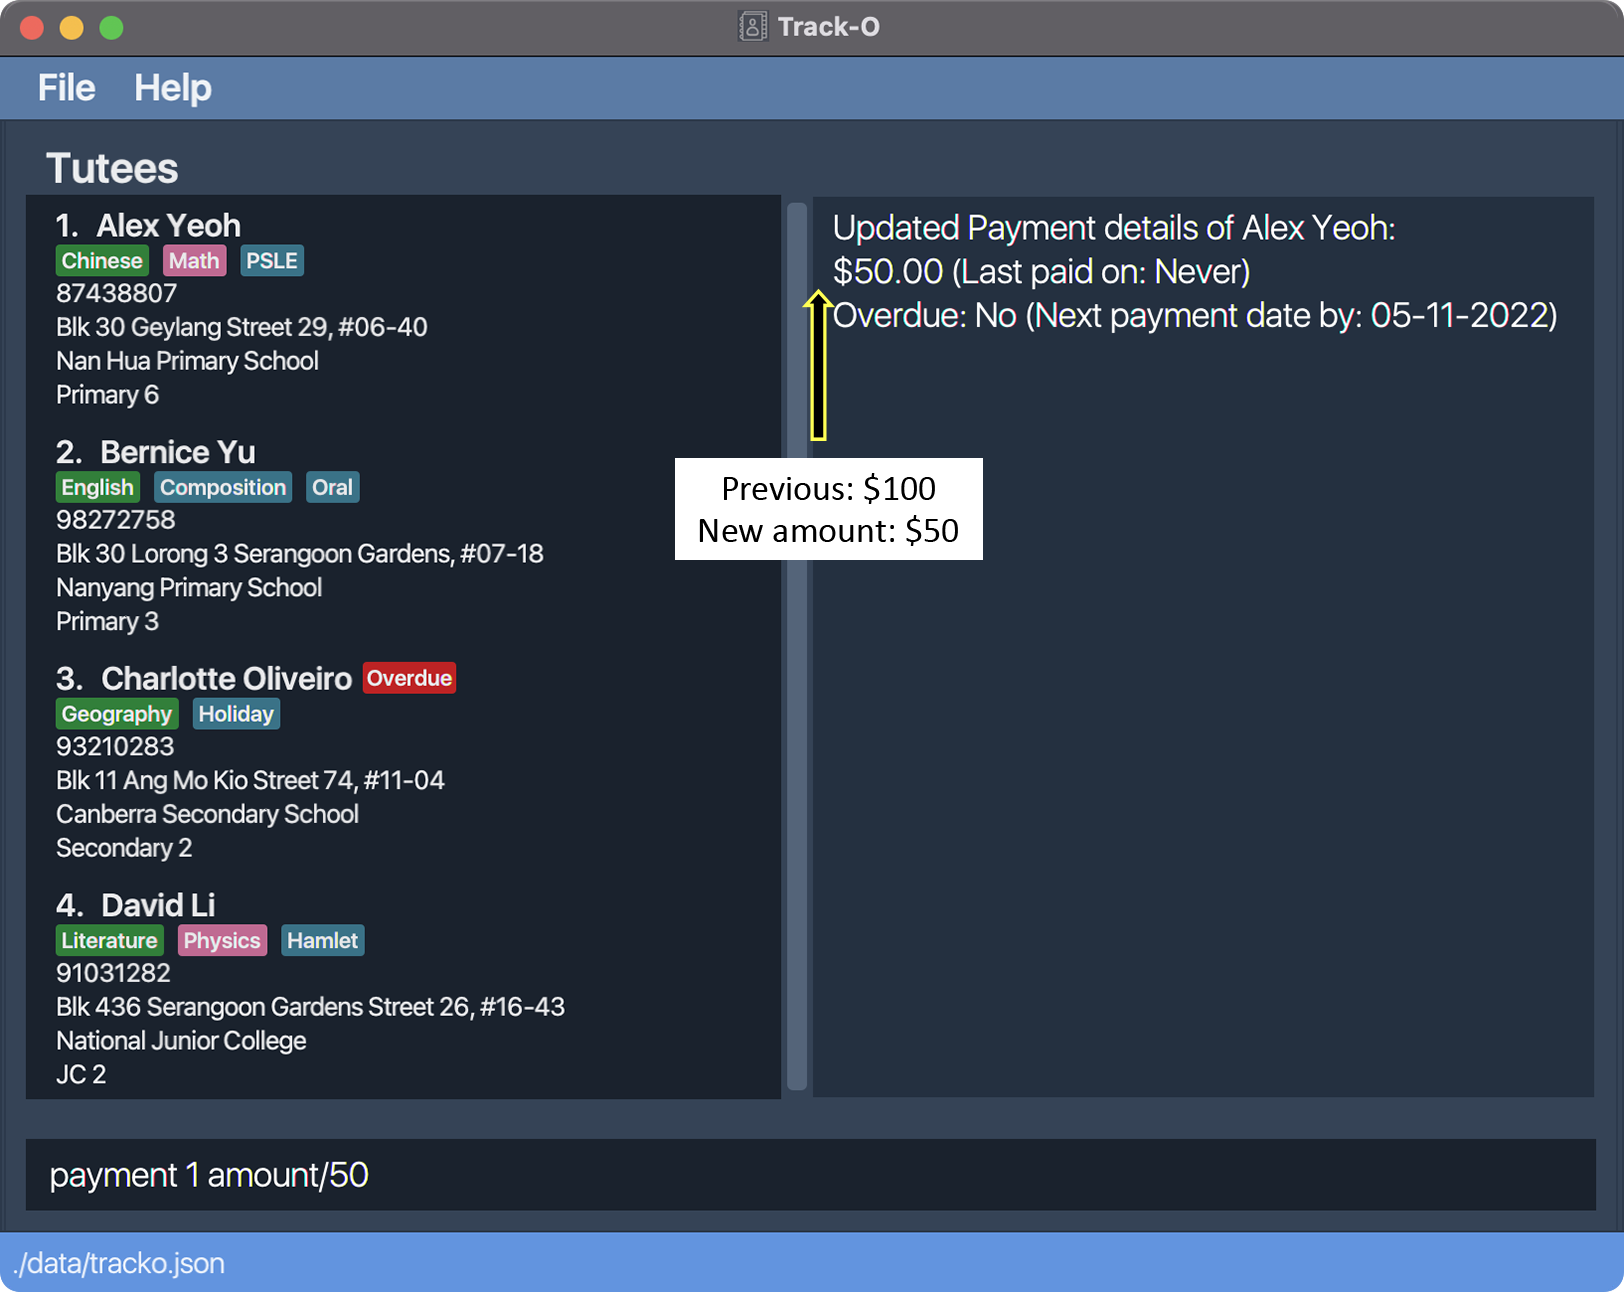 Track-O
File Help
Tutees
1. Alex Yeoh
Chinese Math PSLE
87438807
Blk 30 Geylang Street 29, #06-40
Nan Hua Primary School
Primary 6
2. Bernice Yu
English Composition Oral
98272758
Blk 30 Lorong 3 Serangoon Gardens, #07-18
Nanyang Primary School
Primary 3
3. Charlotte Oliveiro Overdue
Geography Holiday
93210283
Blk 11 Ang Mo Kio Street 74, #11-04
Canberra Secondary School
Secondary 2
4. David Li
Literature Physics Hamlet
91031282
Blk 436 Serangoon Gardens Street 26, #16-43
National Junior College
JC 2
Updated Payment details of Alex Yeoh:
$50.00 (Last paid on: Never)
Overdue: No (Next payment date by: 05-11-2022)
Previous: $100
New amount: $50
payment 1 amount/50
./data/tracko.json